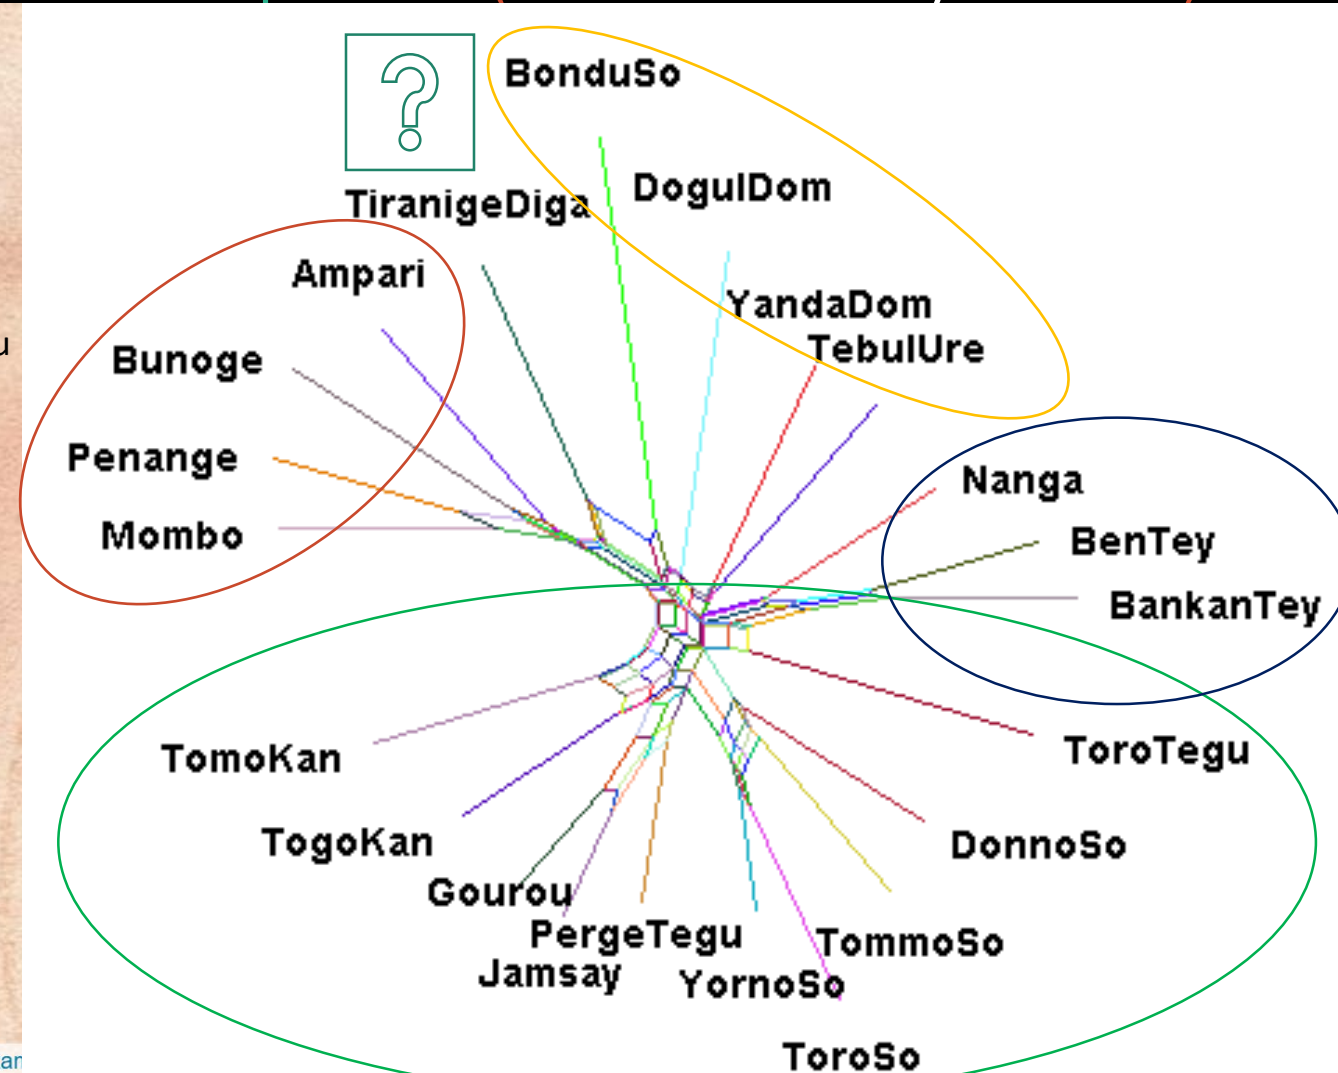 ?
BonduSo
DogulDom
TiranigeDiga
Ampari
YandaDom
TebulUre
Bunoge
Penange
Nanga
Mombo
BenTey
BankanTey
TomoKan
ToroTegu
TogoKan
DonnoSo
Gourou
PergeTegu
TommoSo
Jamsay
YornoSo
ToroSo